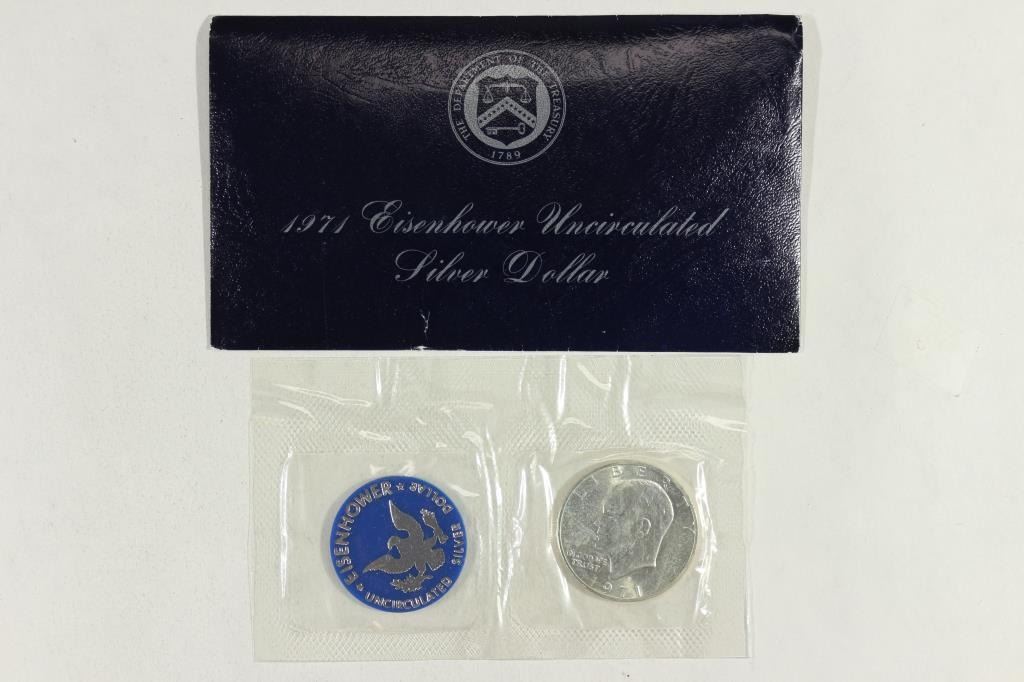 THE DEPARTMENT OF THE TREASURY
1789
1971 Eisenhower Uncirculated
Silver Dollar
EISENHOWER ★ SILVER DOLLAR
UNCIRCULATED
LIBERTY
IN GOD WE
TRUST
1971